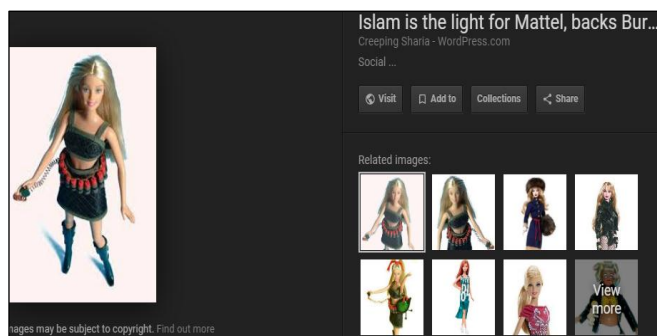 Islam is the light for Mattel, backs Bur...
Creeping Sharia - WordPress.com
Social ...
Visit
Add to
Collections
Share
Related images:
View
more
mages may be subject to copyright. Find out more